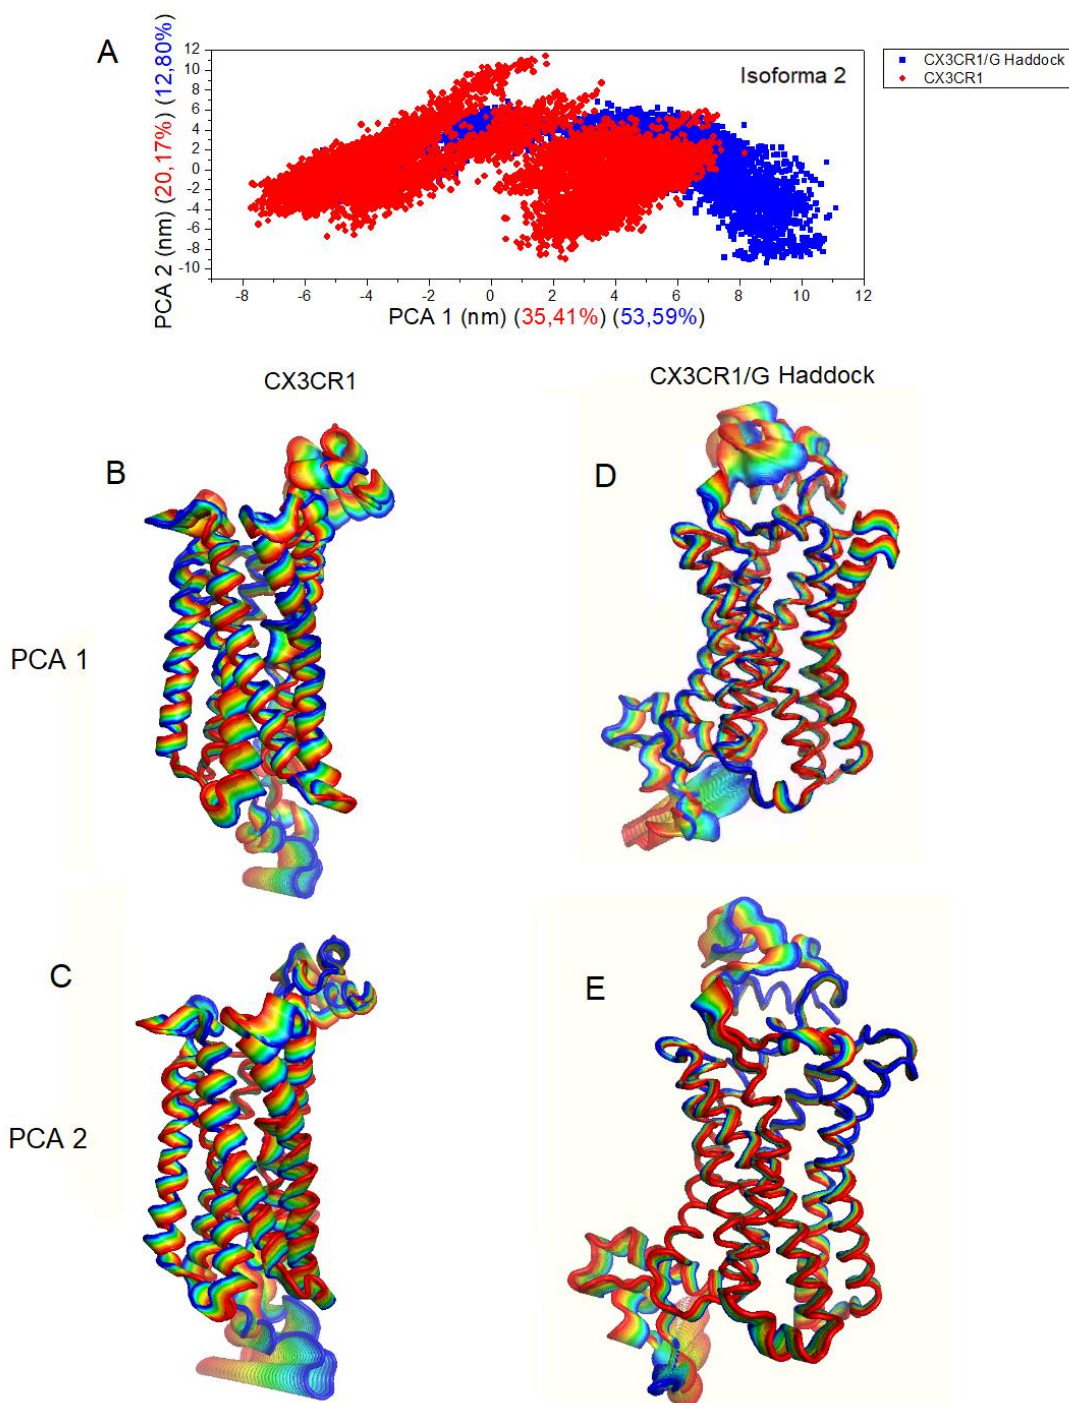 A
PCA 2 (nm) (20,17%) (12,80%)
12
10
8
6
4
2
0
-2
-4
-6
-8
-10
Isoforma 2
CX3CR1/G Haddock
CX3CR1
-8 -6 -4 -2 0 2 4 6 8 10 12
PCA 1 (nm) (35,41%) (53,59%)
CX3CR1
CX3CR1/G Haddock
B
D
PCA 1
C
E
PCA 2